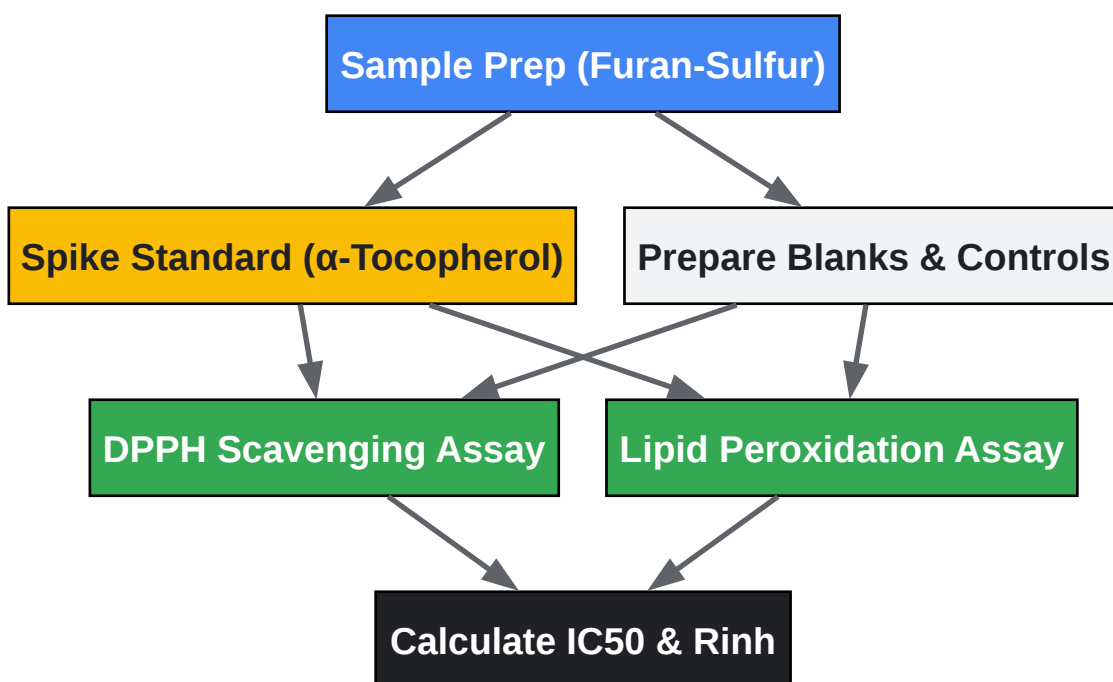 Sample Prep (Furan-Sulfur)
Spike Standard (α-Tocopherol)
Prepare Blanks & Controls
DPPH Scavenging Assay
Lipid Peroxidation Assay
Calculate IC50 & Rinh